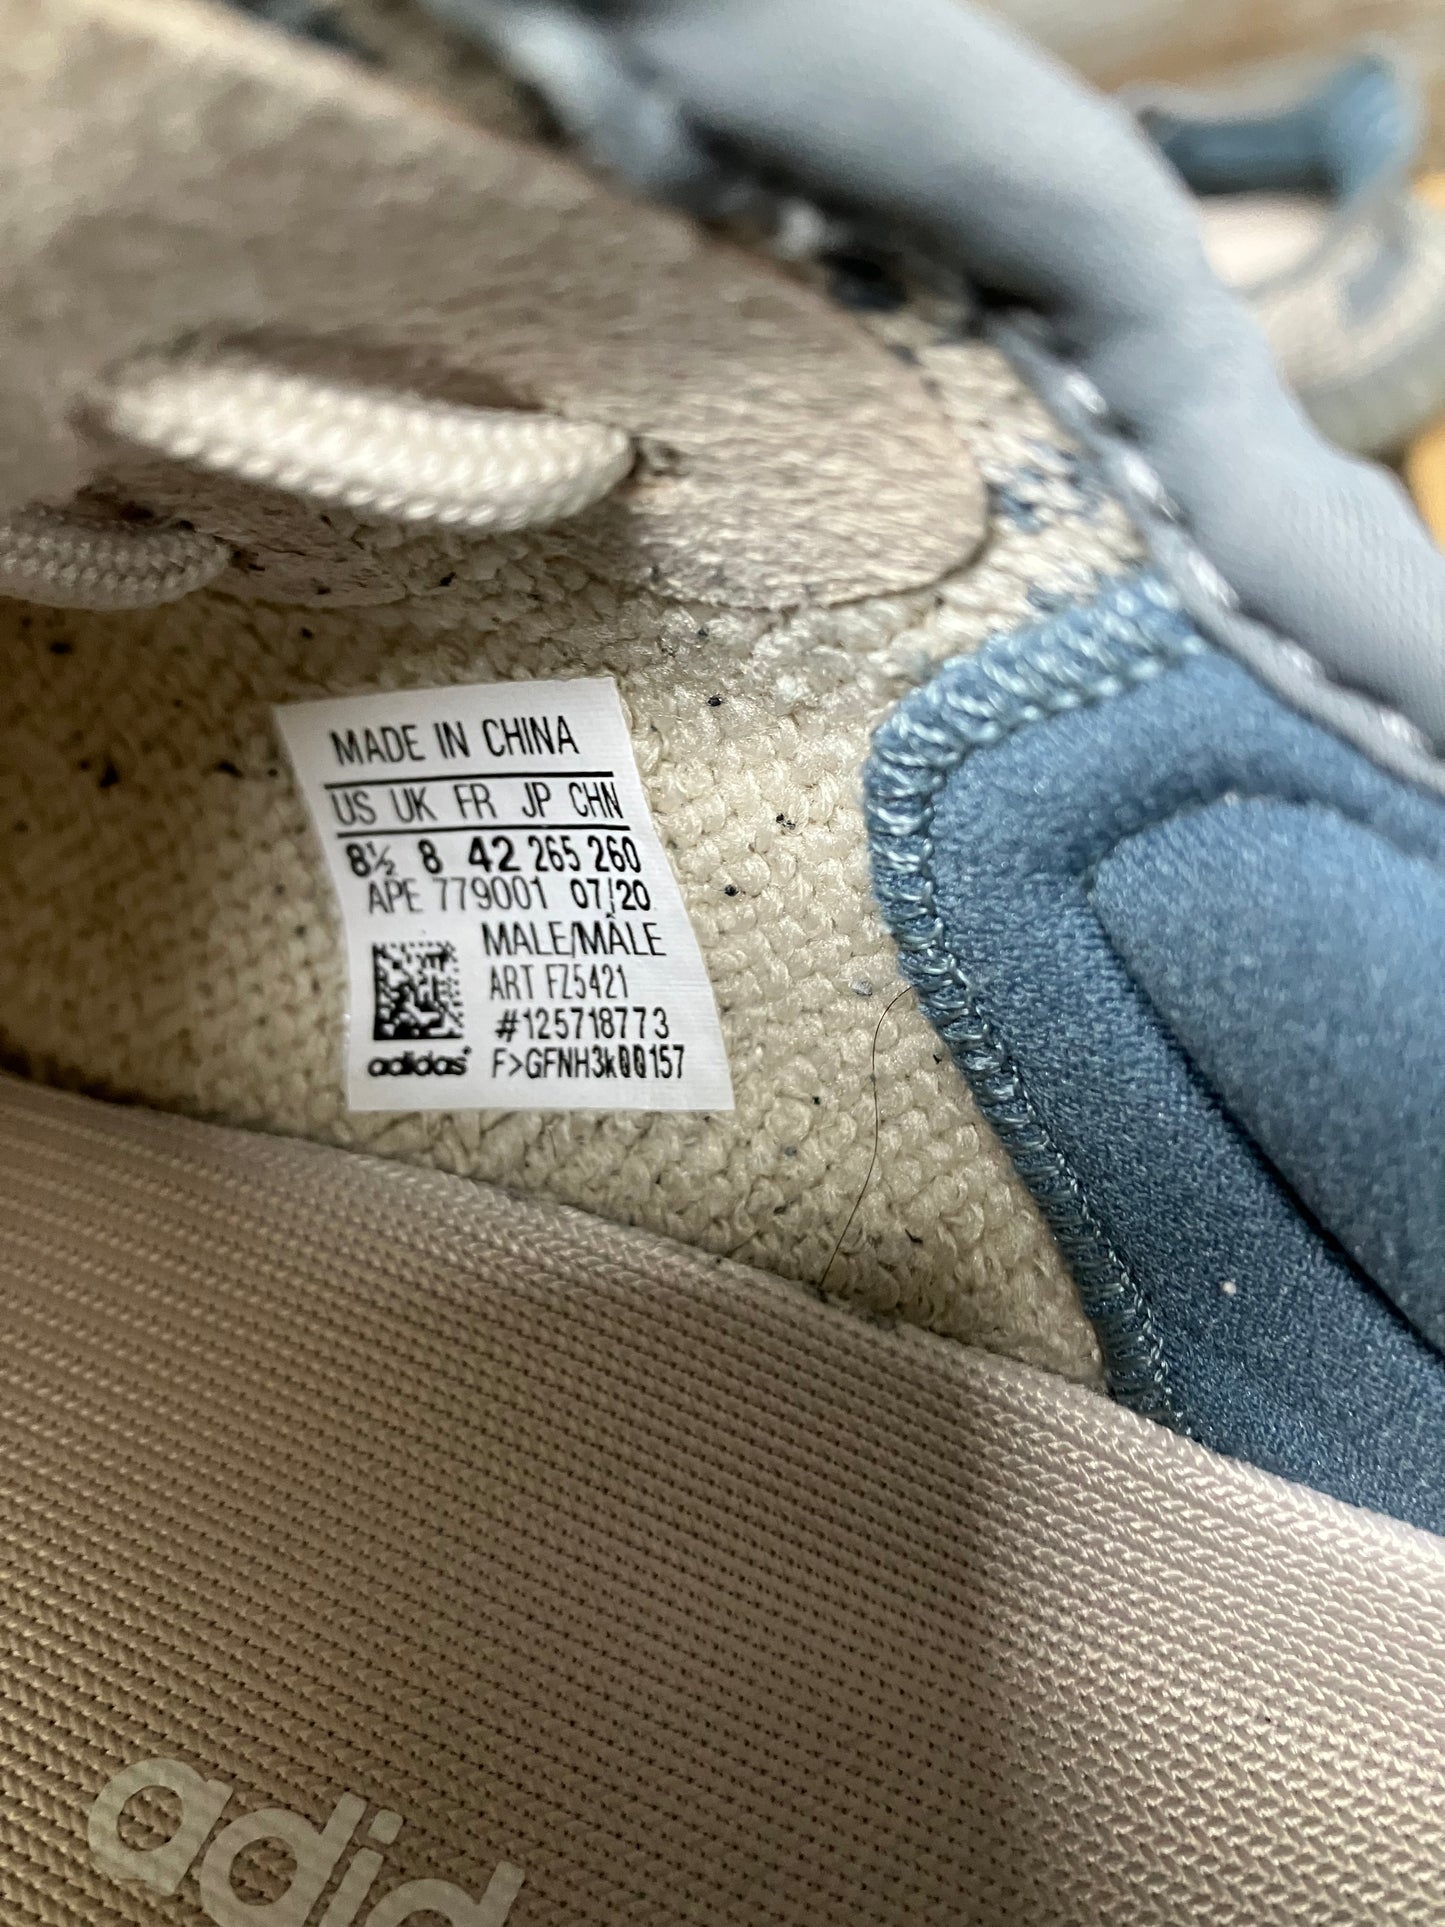 MADE IN CHINA
US UK FR JP CHN
8½ 8 42 265 260
APE 779001 07/20
MALE/MÂLE
ART FZ5421
#125718773
adidas F>GFNH3k00157
adid